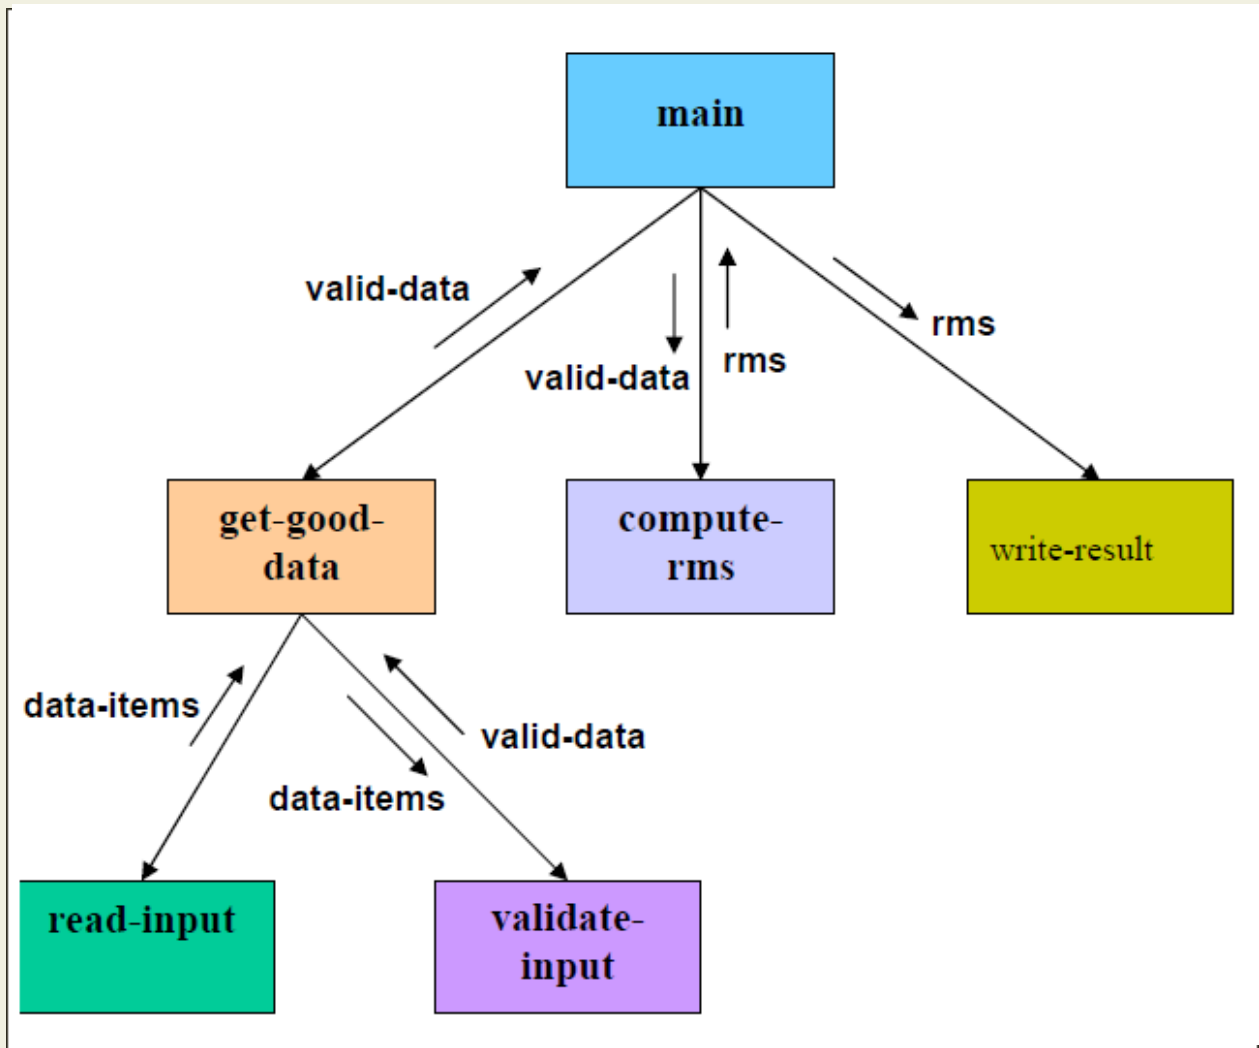 main
valid-data
rms
valid-data
rms
get-good-
data
compute-
rms
write-result
data-items
valid-data
data-items
read-input
validate-
input